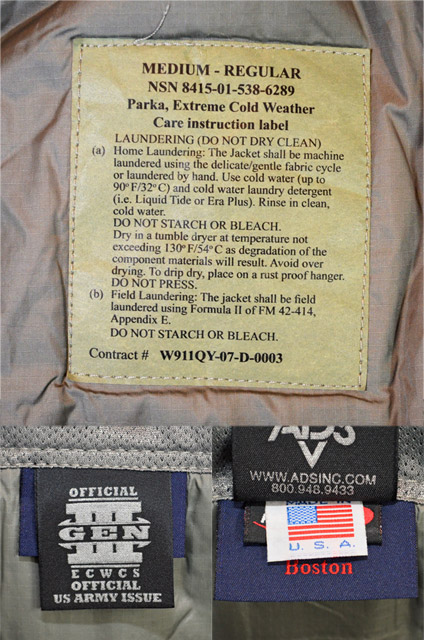 MEDIUM - REGULAR
NSN 8415-01-538-6289
Parka, Extreme Cold Weather
Care instruction label
LAUNDERING (DO NOT DRY CLEAN)
(a) Home Laundering: The Jacket shall be machine
laundered using the delicate/gentle fabric cycle
or laundered by hand. Use cold water (up to
90°F/32°C) and cold water laundry detergent
(i.e. Liquid Tide or Era Plus). Rinse in clean,
cold water.
DO NOT STARCH OR BLEACH.
Dry in a tumble dryer at temperature not
exceeding 130°F/54°C as degradation of the
component materials will result. Avoid over
drying. To drip dry, place on a rust proof hanger.
DO NOT PRESS.
(b) Field Laundering: The jacket shall be field
laundered using Formula II of FM 42-414,
Appendix E.
DO NOT STARCH OR BLEACH.
Contract # W911QY-07-D-0003
OFFICIAL
III
GEN
ECWCS
OFFICIAL
US ARMY ISSUE
ADS
WWW.ADSINC.COM
800.948.9433
U.S.A.
Boston